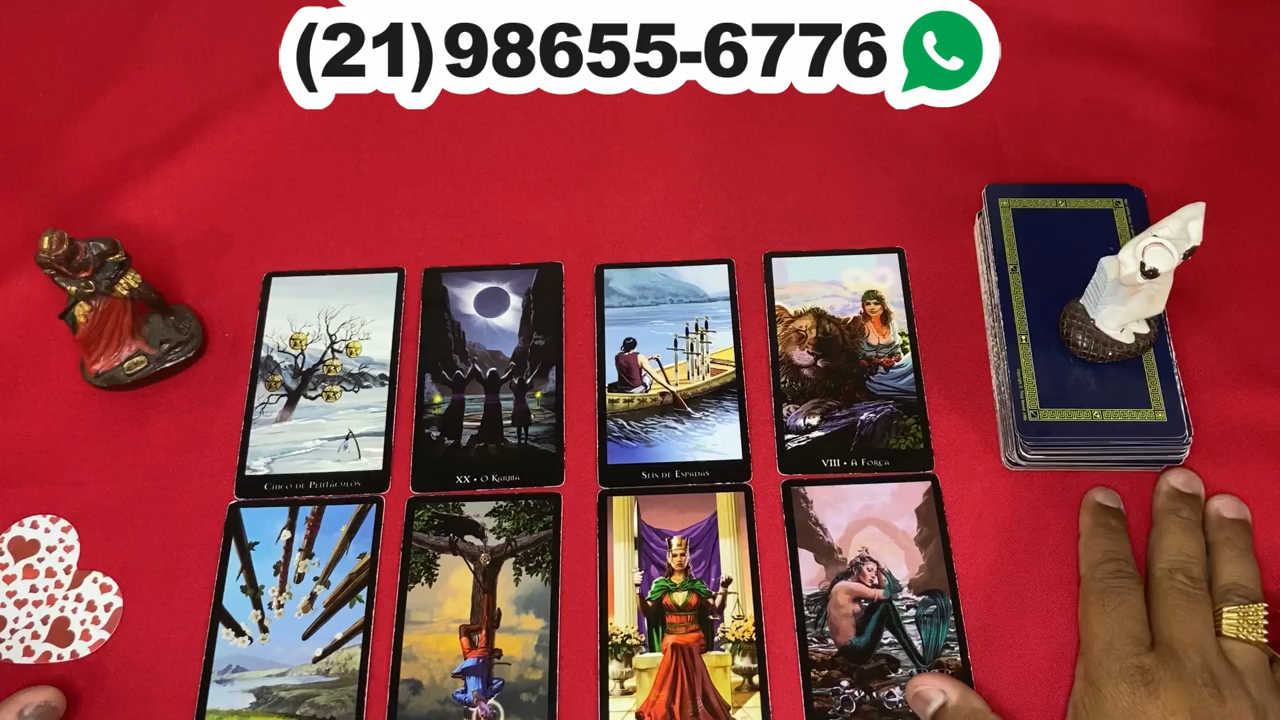 (21)98655-6776
CINCO DE PENTÁCULOS
XX • O KARMA
SEIS DE ESPADAS
VIII • A FORÇA